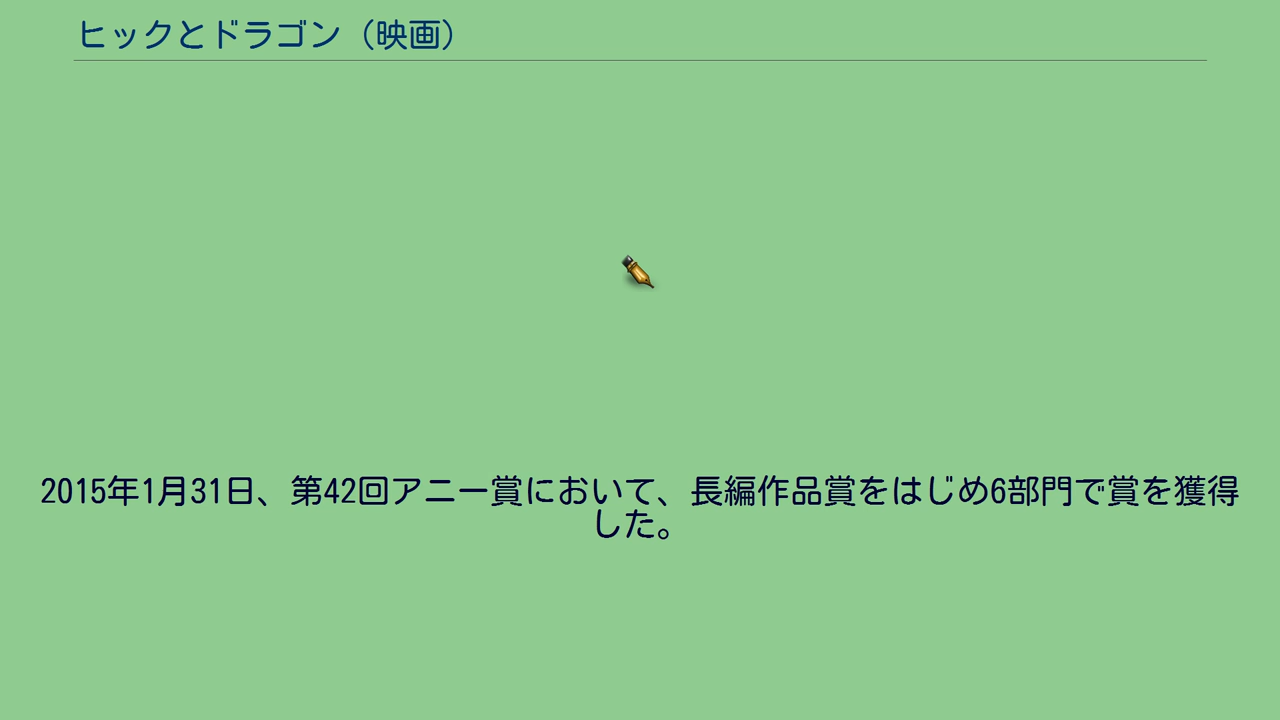 ヒックとドラゴン（映画）
2015年1月31日、第42回アニー賞において、長編作品賞をはじめ6部門で賞を獲得
した。